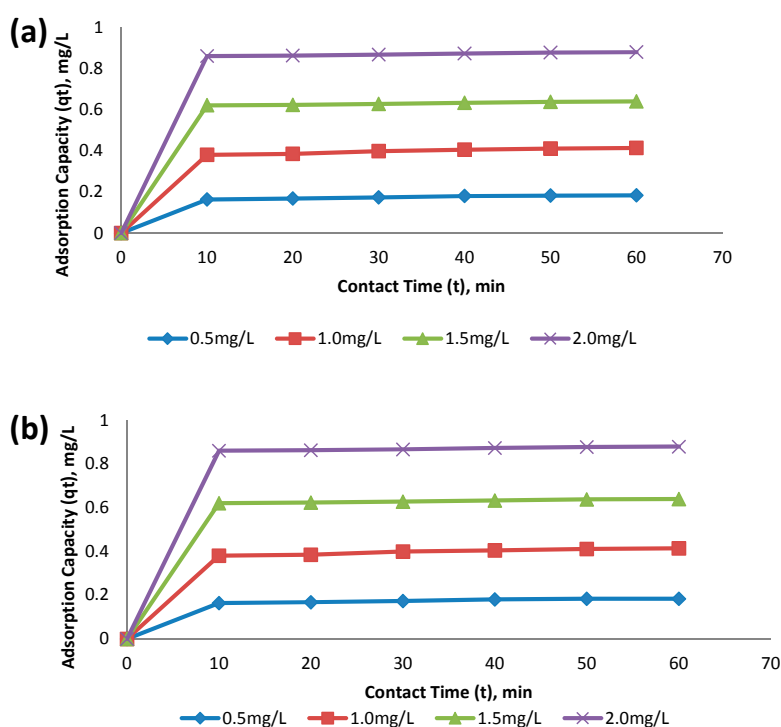 (a)
Adsorption Capacity (qt), mg/L
1
0.8
0.6
0.4
0.2
0
0 10 20 30 40 50 60 70
Contact Time (t), min
0.5mg/L 1.0mg/L 1.5mg/L 2.0mg/L
(b)
Adsorption Capacity (qt), mg/L
1
0.8
0.6
0.4
0.2
0
0 10 20 30 40 50 60 70
Contact Time (t), min
0.5mg/L 1.0mg/L 1.5mg/L 2.0mg/L